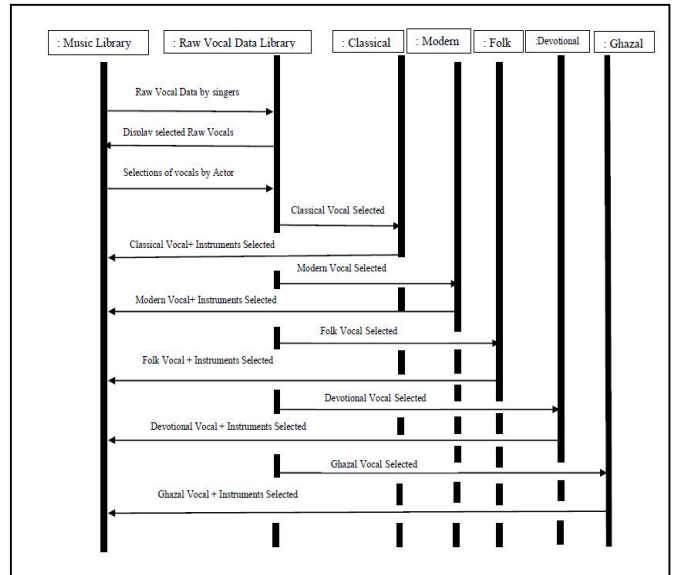 : Music Library
: Raw Vocal Data Library
: Classical
: Modern
: Folk
:Devotional
: Ghazal
Raw Vocal Data by singers
Display selected Raw Vocals
Selections of vocals by Actor
Classical Vocal Selected
Classical Vocal+ Instruments Selected
Modern Vocal Selected
Modern Vocal+ Instruments Selected
Folk Vocal Selected
Folk Vocal + Instruments Selected
Devotional Vocal Selected
Devotional Vocal + Instruments Selected
Ghazal Vocal Selected
Ghazal Vocal + Instruments Selected